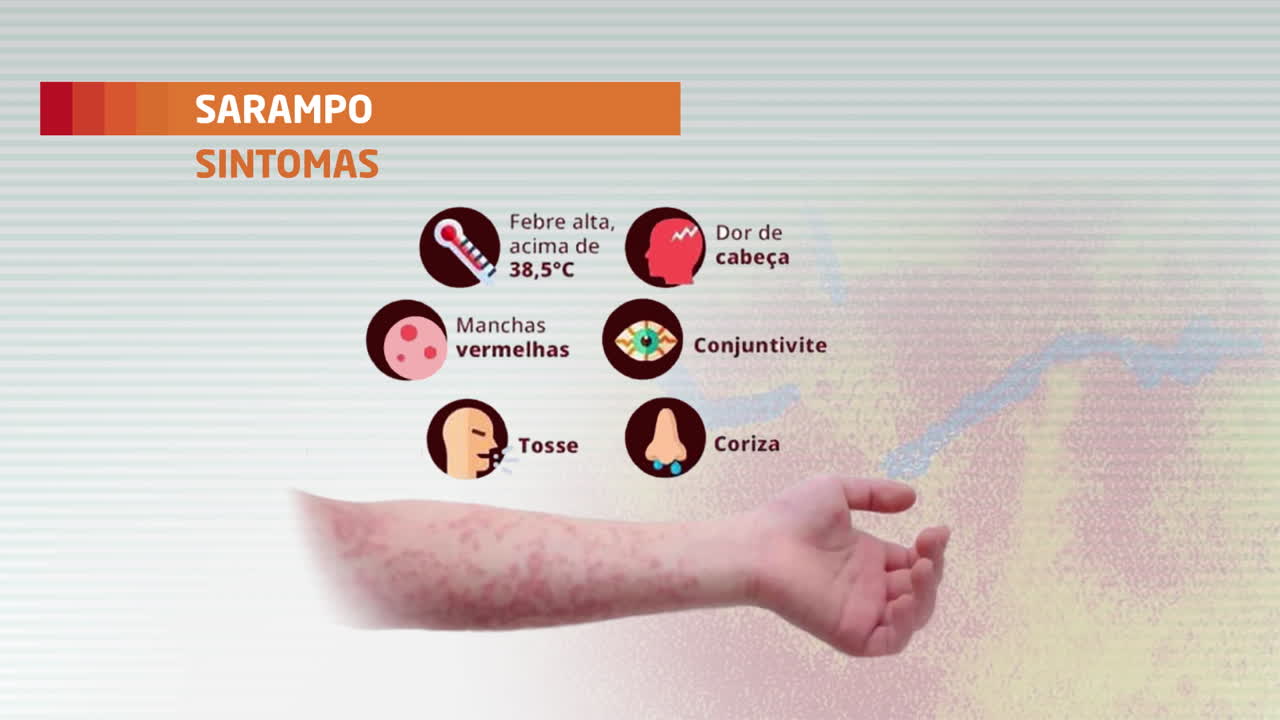 SARAMPO
SINTOMAS
Febre alta,
acima de
38,5°C
Dor de
cabeça
Manchas
vermelhas
Conjuntivite
Tosse
Coriza